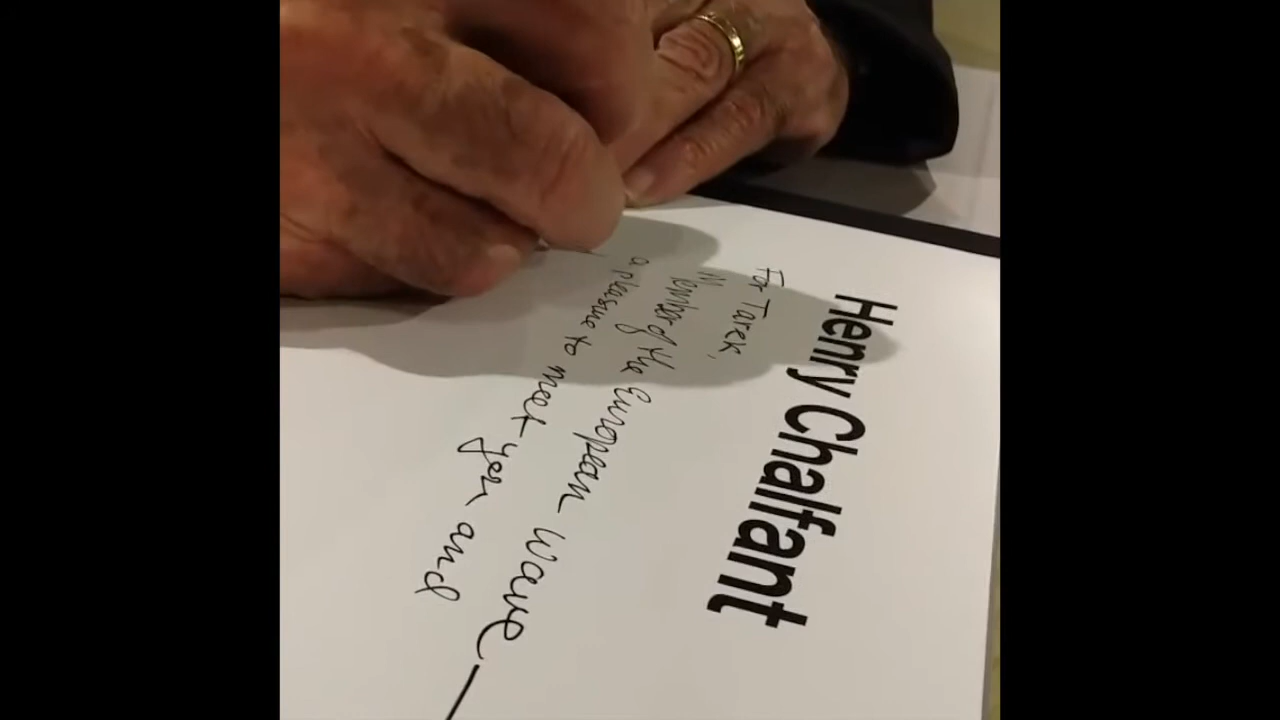 Henry Chalfant
For Tarek,
Member of the European Wave—
a pleasure to meet you and